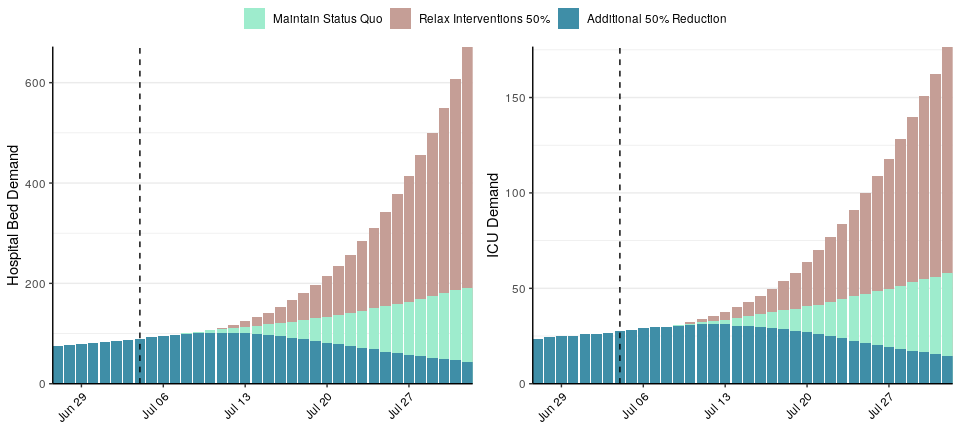 Maintain Status Quo Relax Interventions 50% Additional 50% Reduction
Hospital Bed Demand
600
400
200
0
Jun 29
Jul 06
Jul 13
Jul 20
Jul 27
ICU Demand
150
100
50
0
Jun 29
Jul 06
Jul 13
Jul 20
Jul 27